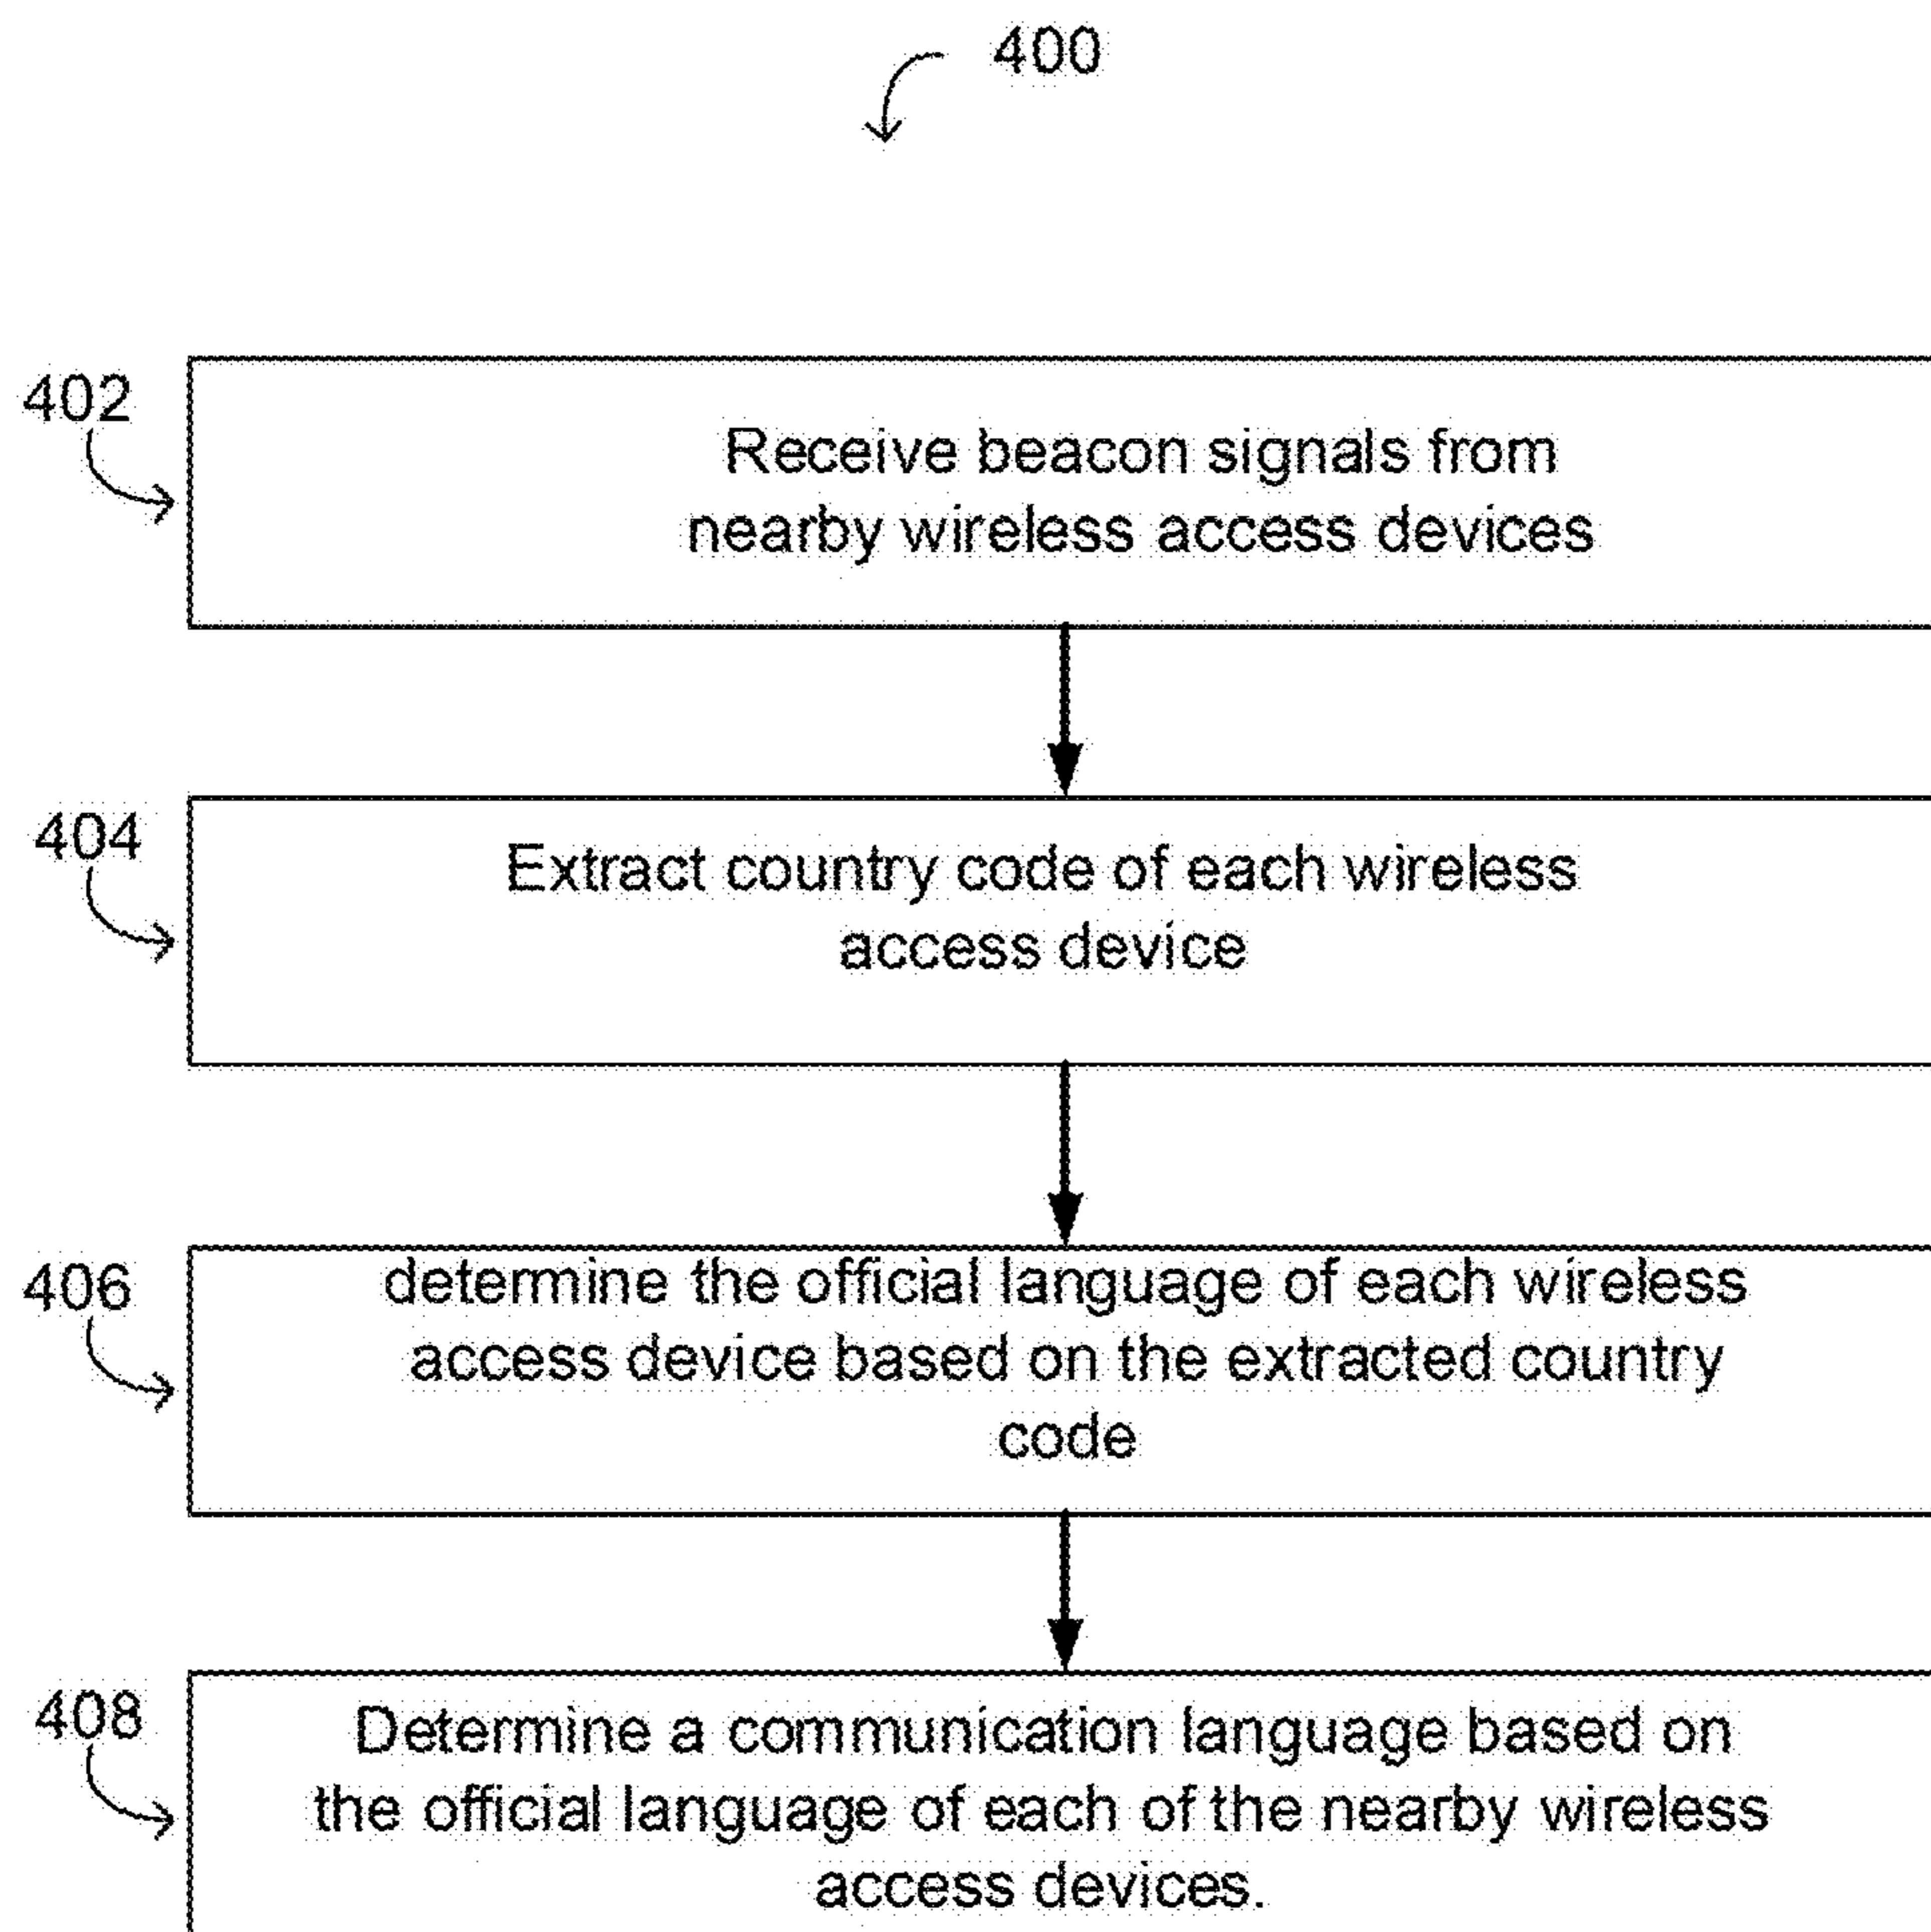 400
402
Receive beacon signals from
nearby wireless access devices
404
Extract country code of each wireless
access device
406
determine the official language of each wireless
access device based on the extracted country
code
408
Determine a communication language based on
the official language of each of the nearby wireless
access devices.